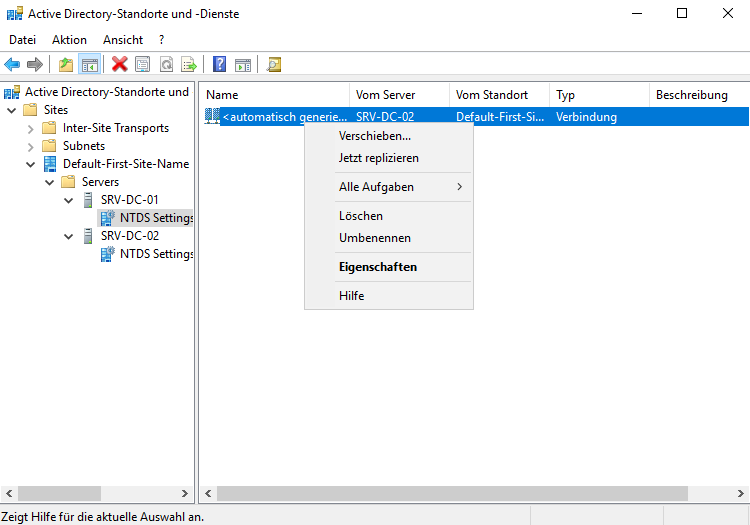 Active Directory-Standorte und -Dienste
Datei Aktion Ansicht ?
Active Directory-Standorte und
Sites
Inter-Site Transports
Subnets
Default-First-Site-Name
Servers
SRV-DC-01
NTDS Settings
SRV-DC-02
NTDS Settings
Name Vom Server Vom Standort Typ Beschreibung
<automatisch generie... SRV-DC-02 Default-First-Si... Verbindung
Verschieben...
Jetzt replizieren
Alle Aufgaben
Löschen
Umbenennen
Eigenschaften
Hilfe
Zeigt Hilfe für die aktuelle Auswahl an.